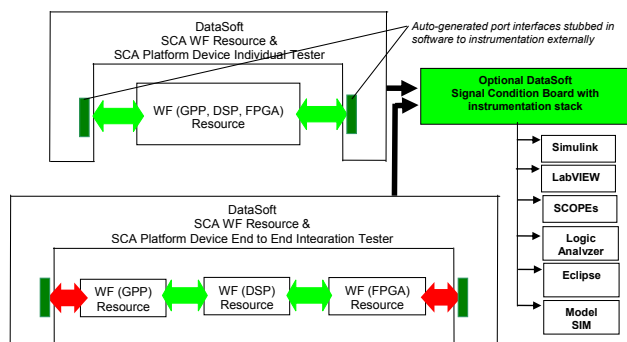 DataSoft
SCA WF Resource &
SCA Platform Device Individual Tester
Auto-generated port interfaces stubbed in
software to instrumentation externally
WF (GPP, DSP, FPGA)
Resource
Optional DataSoft
Signal Condition Board with
instrumentation stack
Simulink
LabVIEW
SCOPEs
Logic
Analyzer
Eclipse
Model
SIM
DataSoft
SCA WF Resource &
SCA Platform Device End to End Integration Tester
WF (GPP)
Resource
WF (DSP)
Resource
WF (FPGA)
Resource